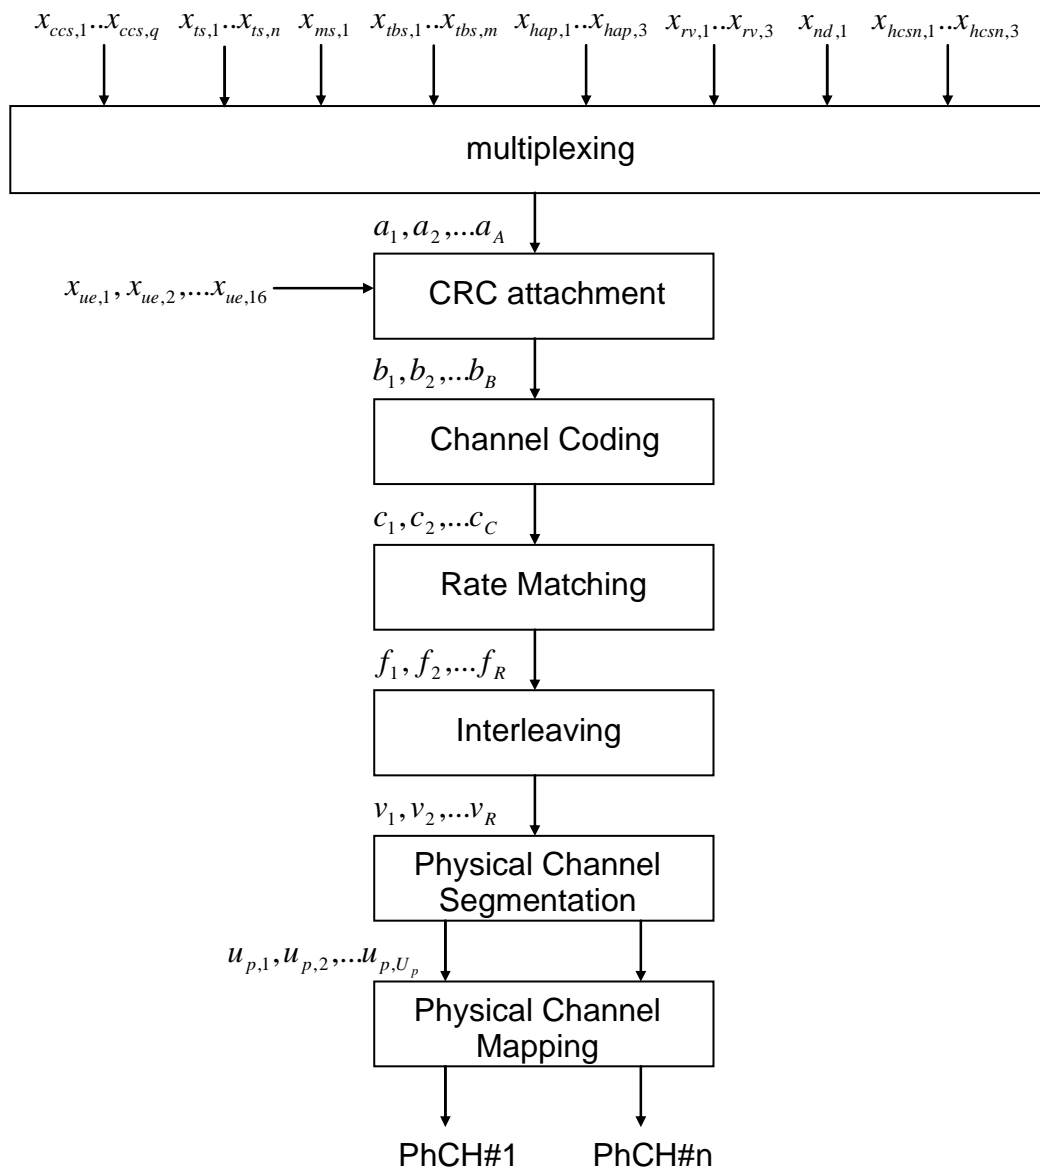 x_{ccs,1}..x_{ccs,q} x_{ts,1}..x_{ts,n} x_{ms,1} x_{tbs,1}..x_{tbs,m} x_{hap,1}..x_{hap,3} x_{rv,1}..x_{rv,3} x_{nd,1} x_{hcsn,1}..x_{hcsn,3}
multiplexing
a_1, a_2,...a_A
x_{ue,1}, x_{ue,2},...x_{ue,16}
CRC attachment
b_1, b_2,...b_B
Channel Coding
c_1, c_2,...c_C
Rate Matching
f_1, f_2,...f_R
Interleaving
v_1, v_2,...v_R
Physical Channel
Segmentation
u_{p,1}, u_{p,2},...u_{p,U_p}
Physical Channel
Mapping
PhCH#1 PhCH#n